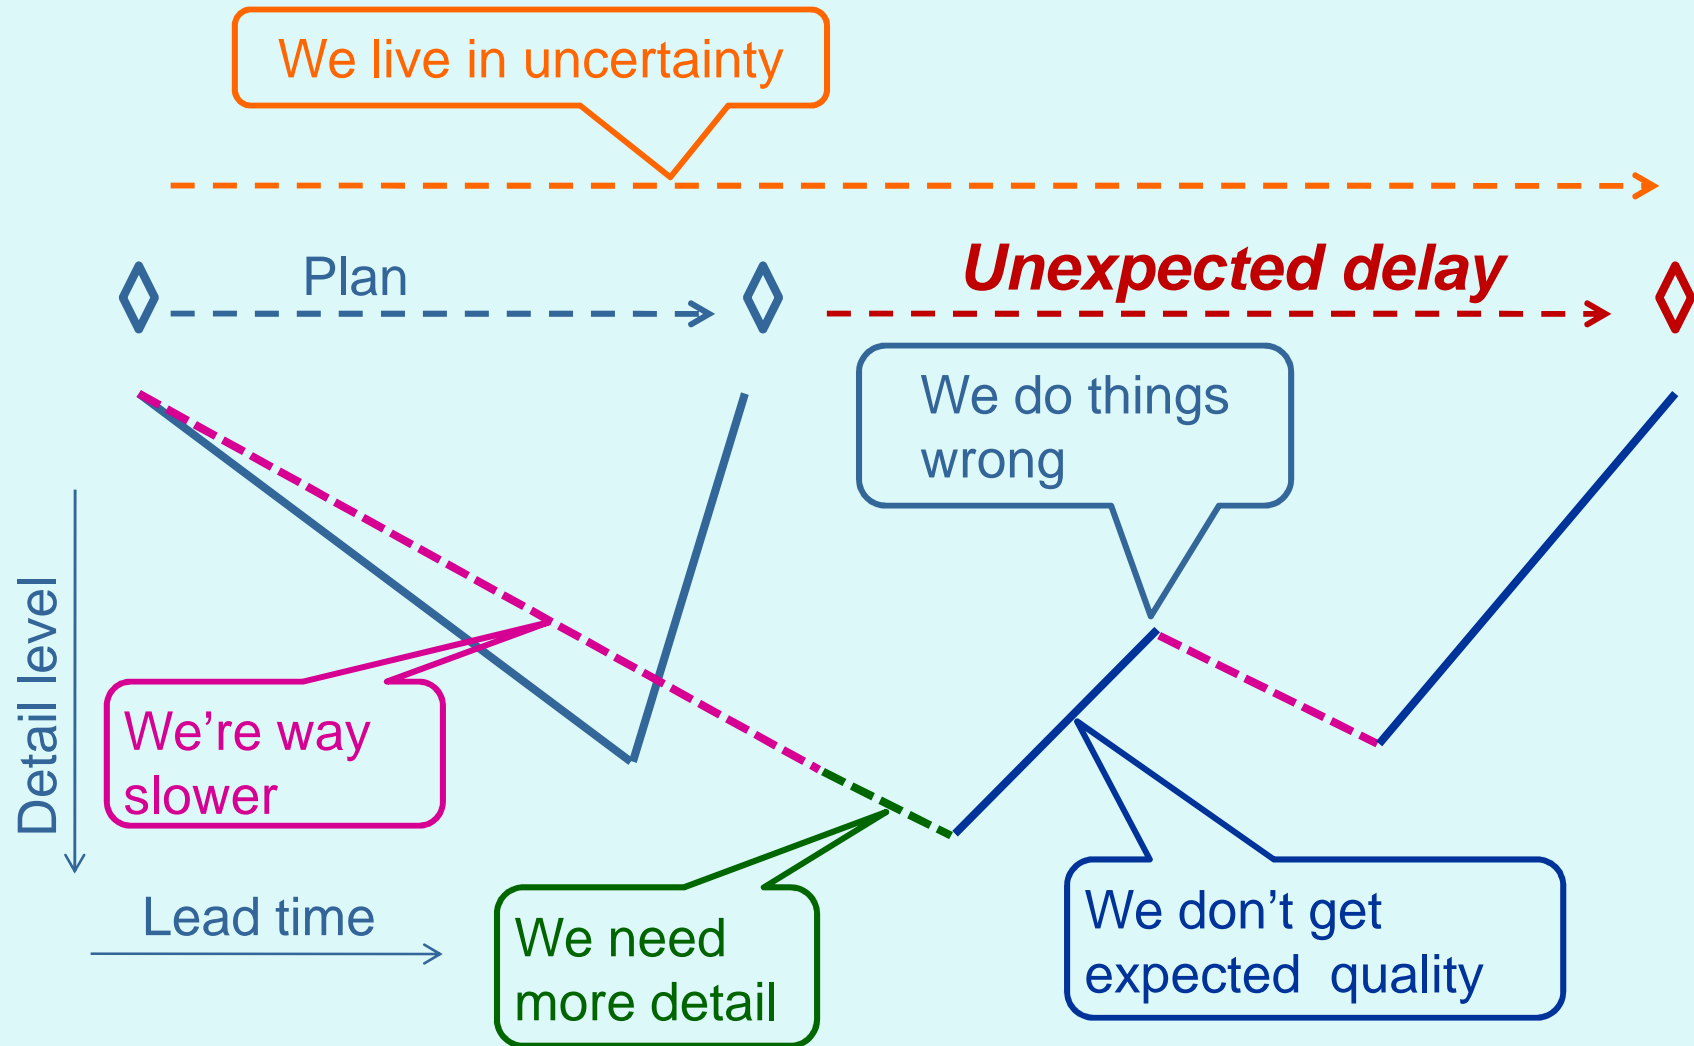 We live in uncertainty
Plan
Unexpected delay
We do things
wrong
Detail level
We’re way
slower
Lead time
We need
more detail
We don’t get
expected  quality